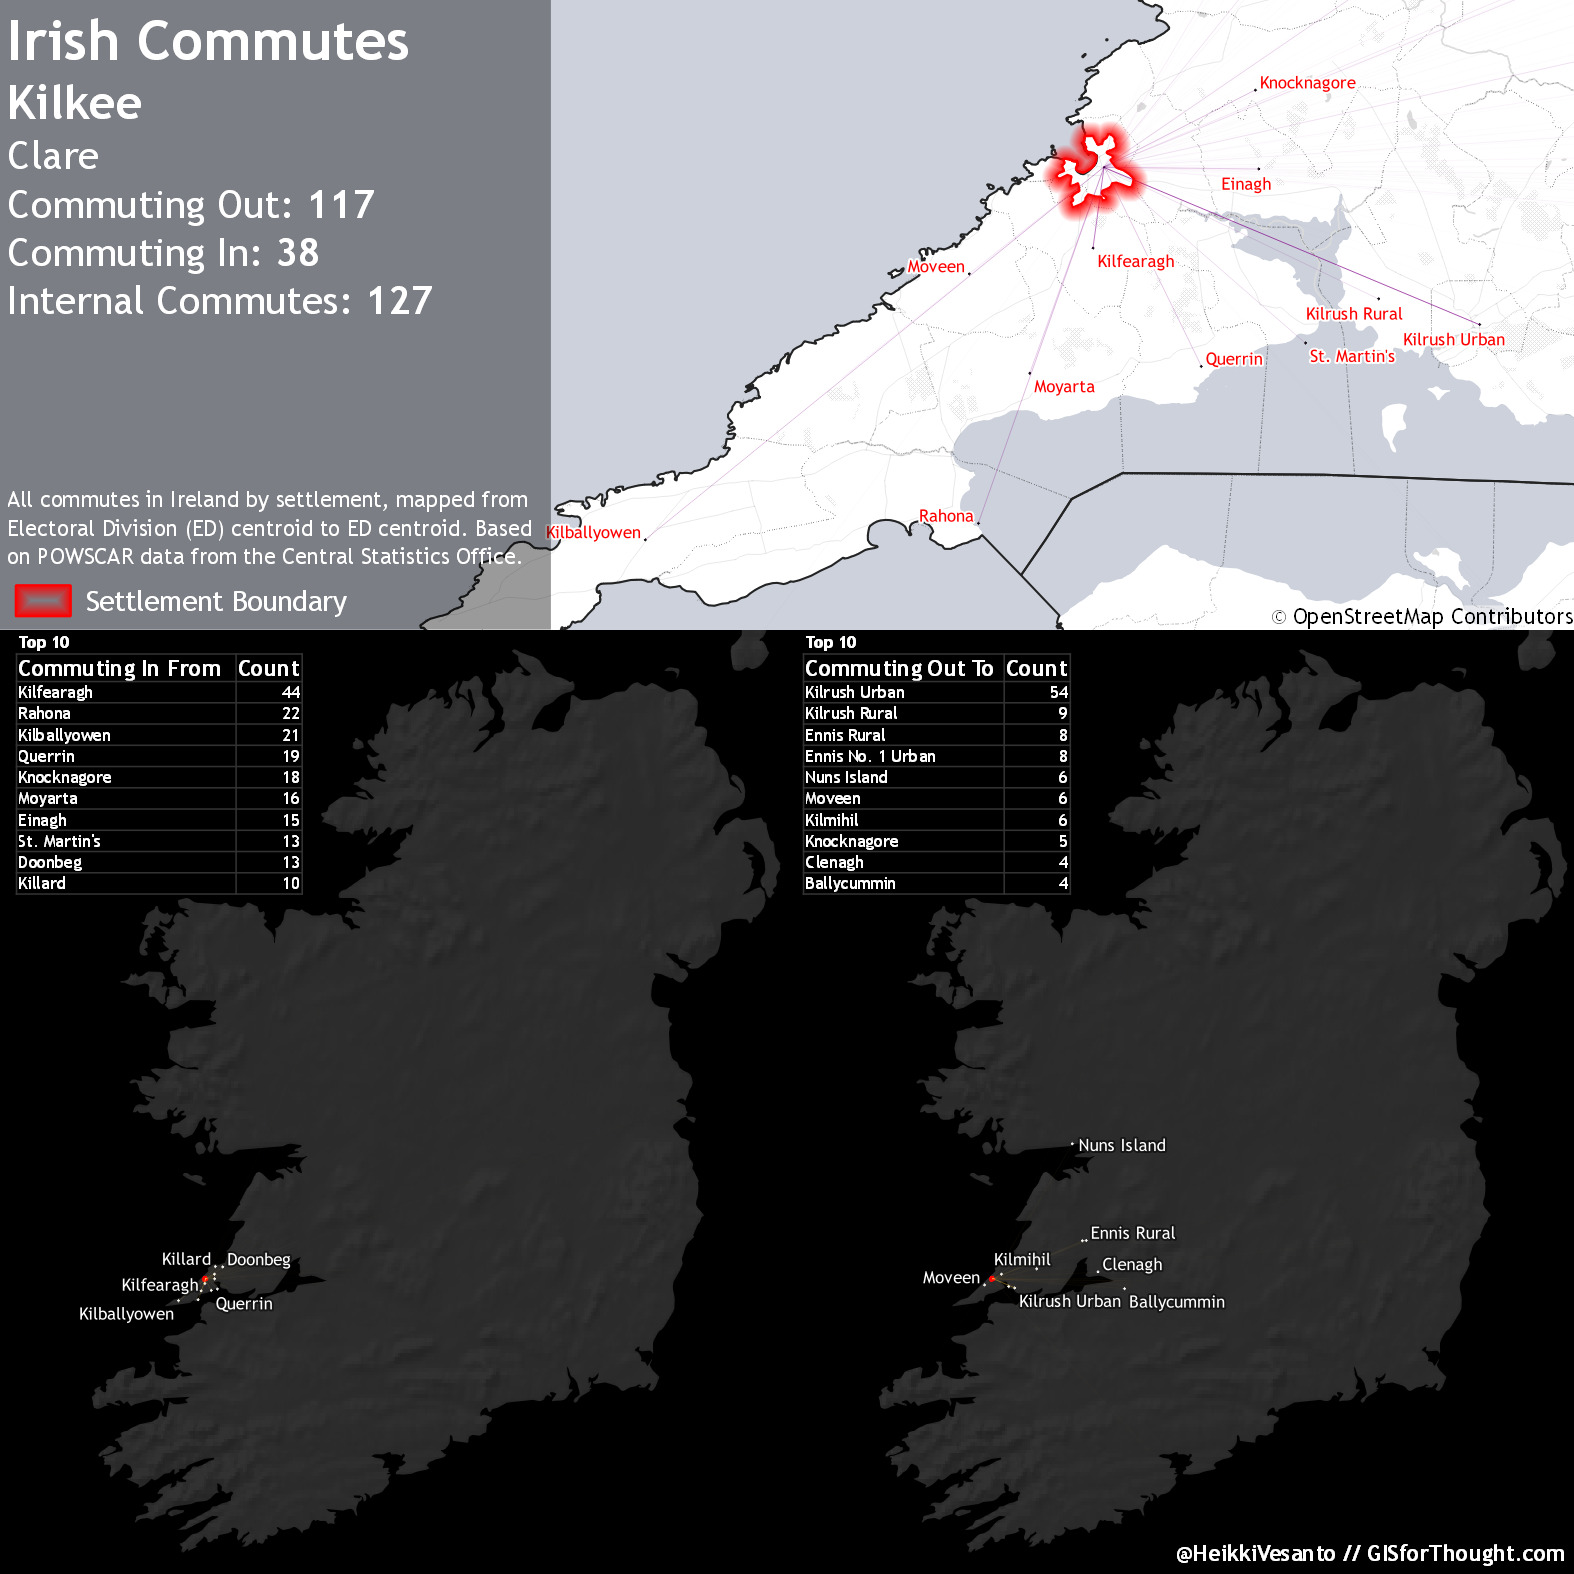 Irish Commutes
Kilkee
Clare
Commuting Out: 117
Commuting In: 38
Internal Commutes: 127
All commutes in Ireland by settlement, mapped from
Electoral Division (ED) centroid to ED centroid. Based
on POWSCAR data from the Central Statistics Office.
Settlement Boundary
Knocknagore
Einagh
Kilfearagh
Moveen
Kilrush Rural
Kilrush Urban
St. Martin's
Querrin
Moyarta
Rahona
Kilballyowen
© OpenStreetMap Contributors
Top 10
Commuting In From Count
Kilfearagh 44
Rahona 22
Kilballyowen 21
Querrin 19
Knocknagore 18
Moyarta 16
Einagh 15
St. Martin's 13
Doonbeg 13
Killard 10
Killard
Doonbeg
Kilfearagh
Querrin
Kilballyowen
Top 10
Commuting Out To Count
Kilrush Urban 54
Kilrush Rural 9
Ennis Rural 8
Ennis No. 1 Urban 8
Nuns Island 6
Moveen 6
Kilmihil 6
Knocknagore 5
Clenagh 4
Ballycummin 4
Nuns Island
Ennis Rural
Kilmihil
Clenagh
Moveen
Kilrush Urban
Ballycummin
@HeikkiVesanto // GISforThought.com